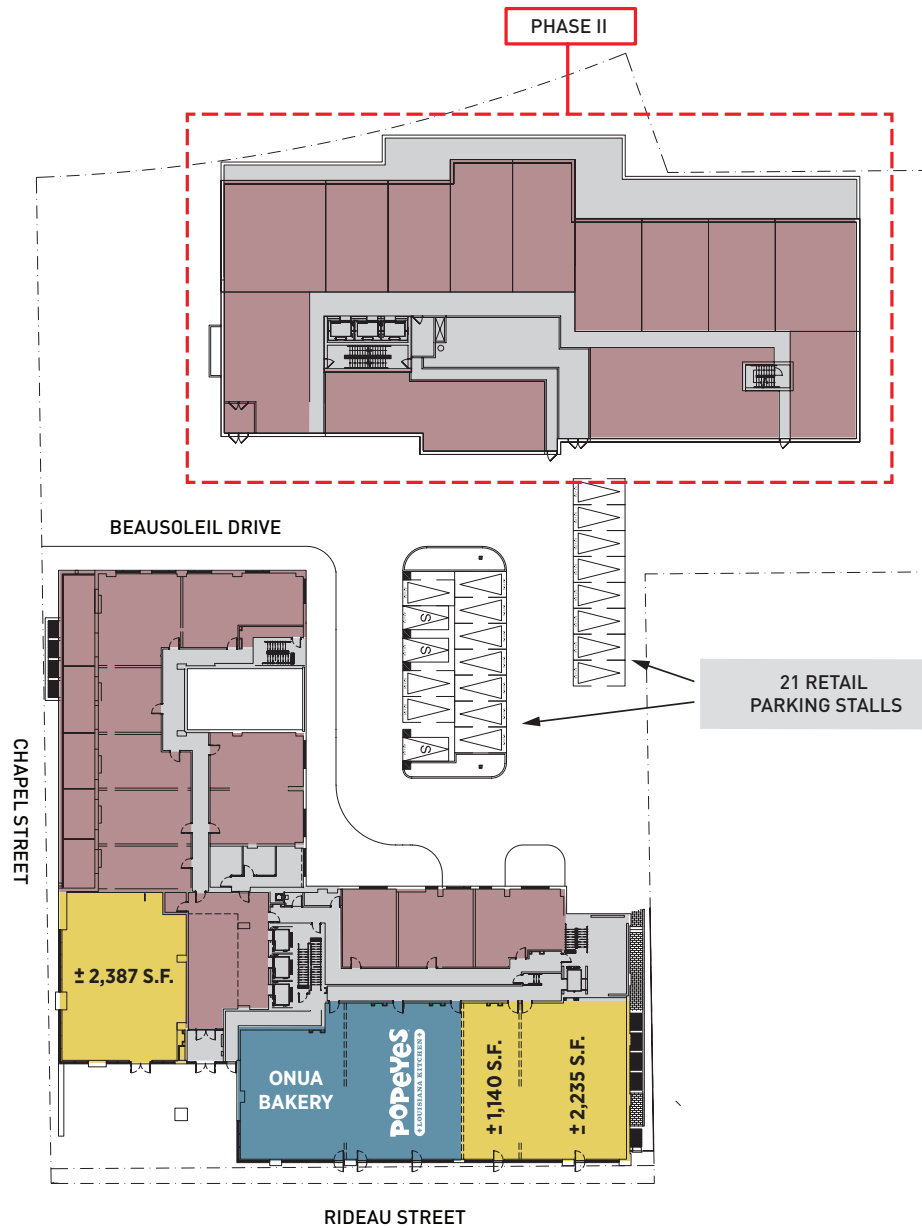 PHASE II
BEAUSOLEIL DRIVE
S
S
S
21 RETAIL
PARKING STALLS
CHAPEL STREET
± 2,387 S.F.
ONUA
BAKERY
POPEYES
LOUISIANA KITCHEN
± 1,140 S.F.
± 2,235 S.F.
RIDEAU STREET